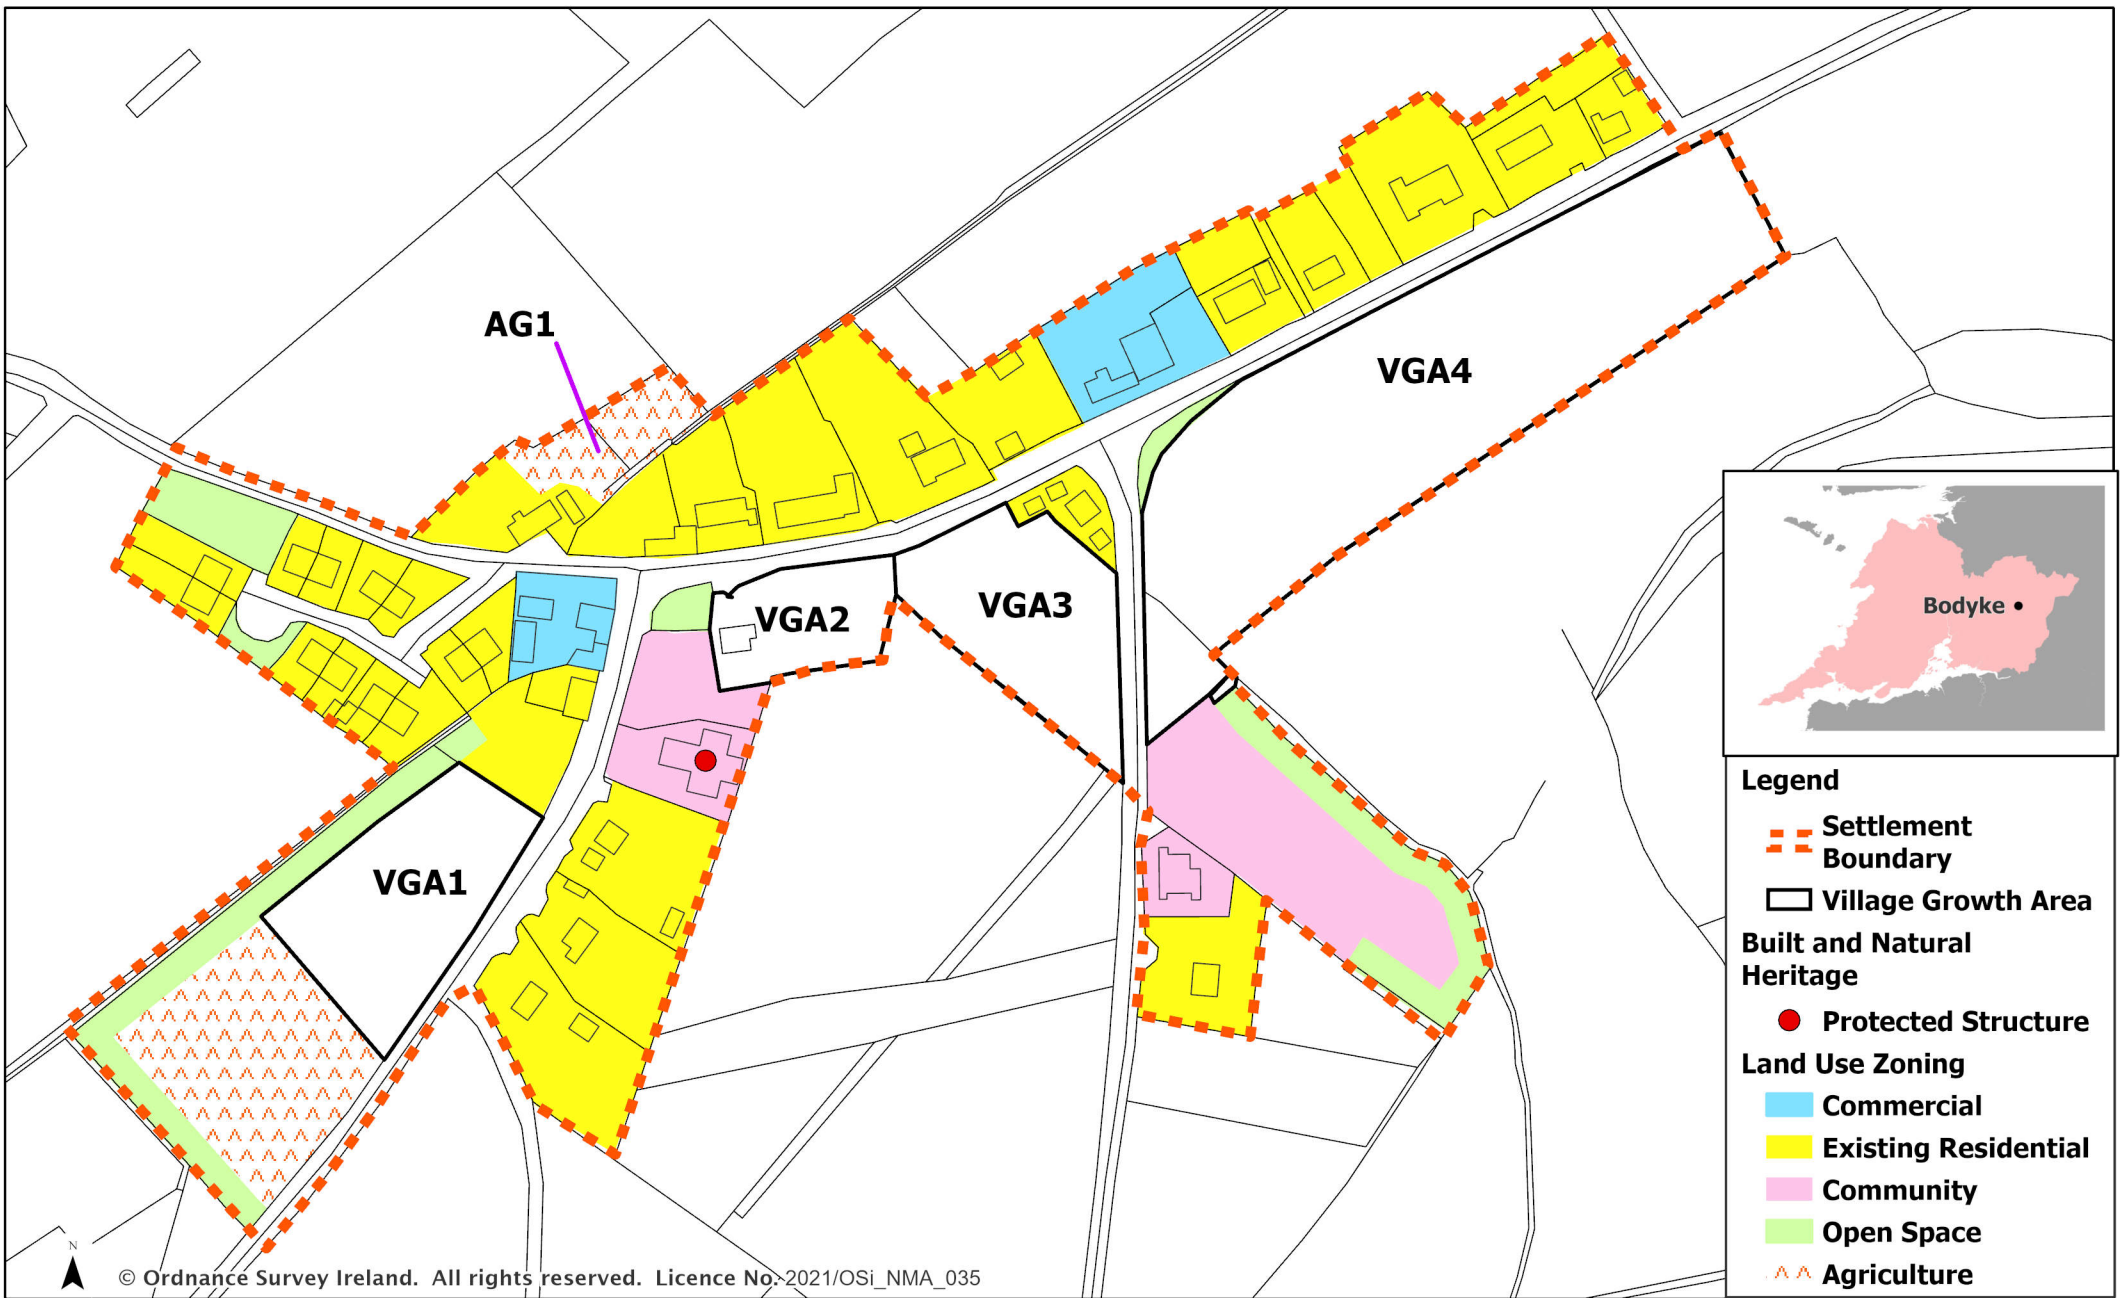 AG1
VGA4
VGA2
VGA3
VGA1
Bodyke
Legend
Settlement
Boundary
Village Growth Area
Built and Natural
Heritage
Protected Structure
Land Use Zoning
Commercial
Existing Residential
Community
Open Space
Agriculture
N
© Ordnance Survey Ireland. All rights reserved. Licence No. 2021/OSi_NMA_035